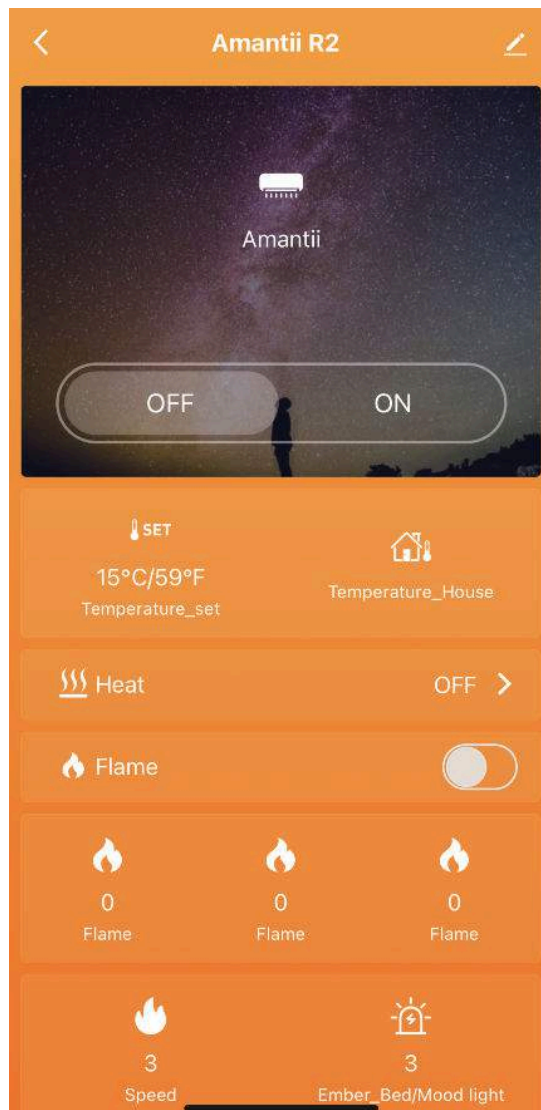 Amantii R2
Amantii
OFF ON
SET
15°C/59°F
Temperature_set
Temperature_House
Heat OFF
Flame
0 0 0
Flame Flame Flame
3 3
Speed Ember_Bed/Mood light